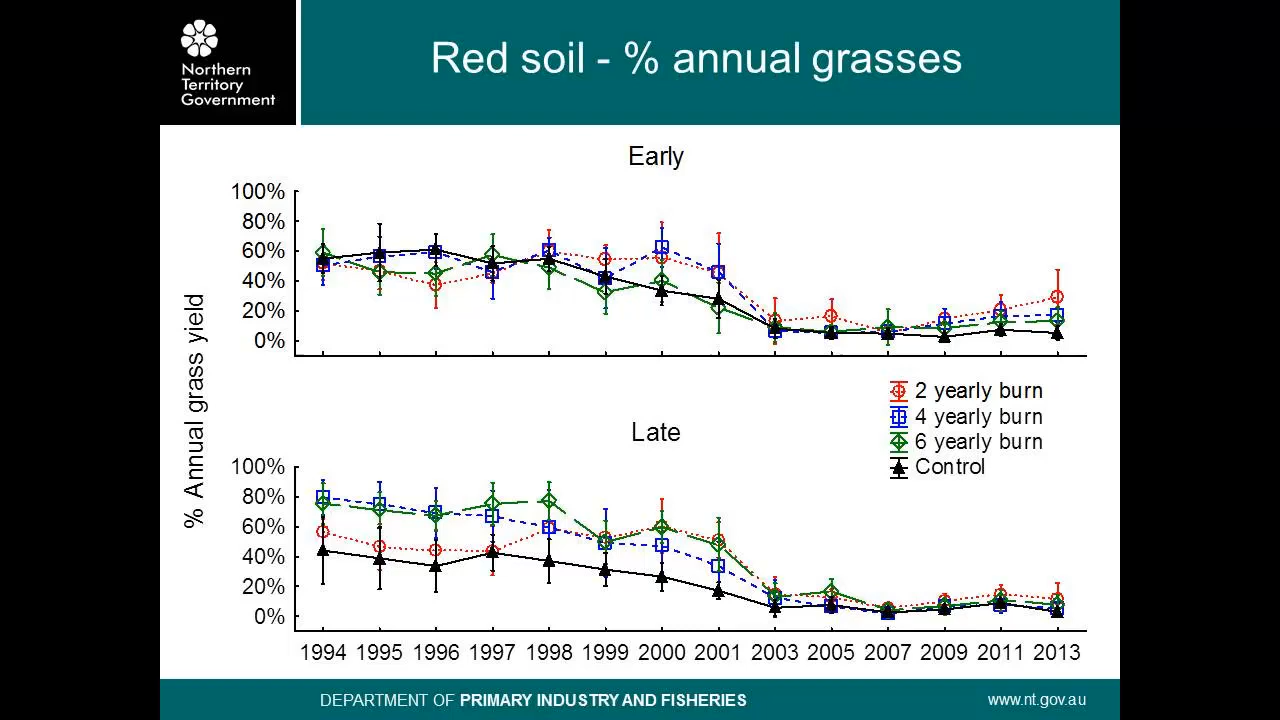 Northern
Territory
Government
Red soil - % annual grasses
% Annual grass yield
Early
100%
80%
60%
40%
20%
0%
2 yearly burn
4 yearly burn
6 yearly burn
Control
Late
100%
80%
60%
40%
20%
0%
1994 1995 1996 1997 1998 1999 2000 2001 2003 2005 2007 2009 2011 2013
DEPARTMENT OF PRIMARY INDUSTRY AND FISHERIES
www.nt.gov.au